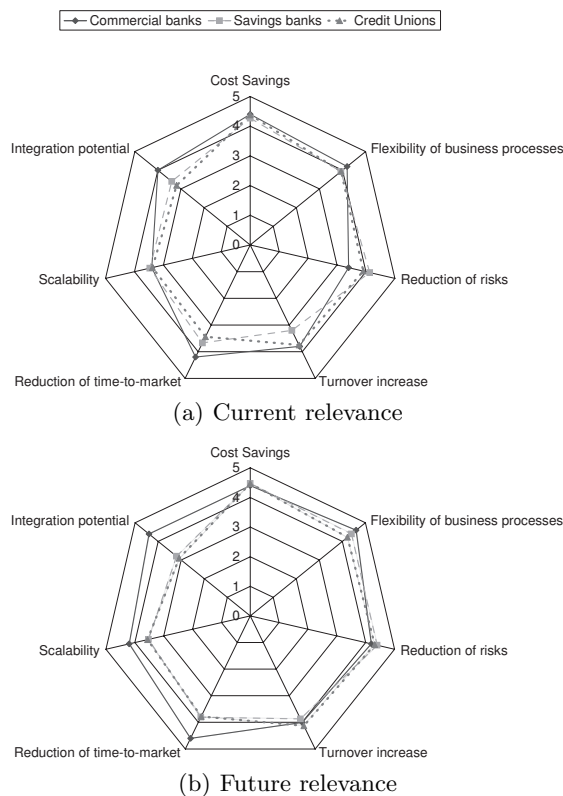 Commercial banks Savings banks Credit Unions
Cost Savings
5
4
3
2
1
0
Integration potential
Flexibility of business processes
Scalability
Reduction of risks
Reduction of time-to-market
Turnover increase
(a) Current relevance
Cost Savings
5
4
3
2
1
0
Integration potential
Flexibility of business processes
Scalability
Reduction of risks
Reduction of time-to-market
Turnover increase
(b) Future relevance